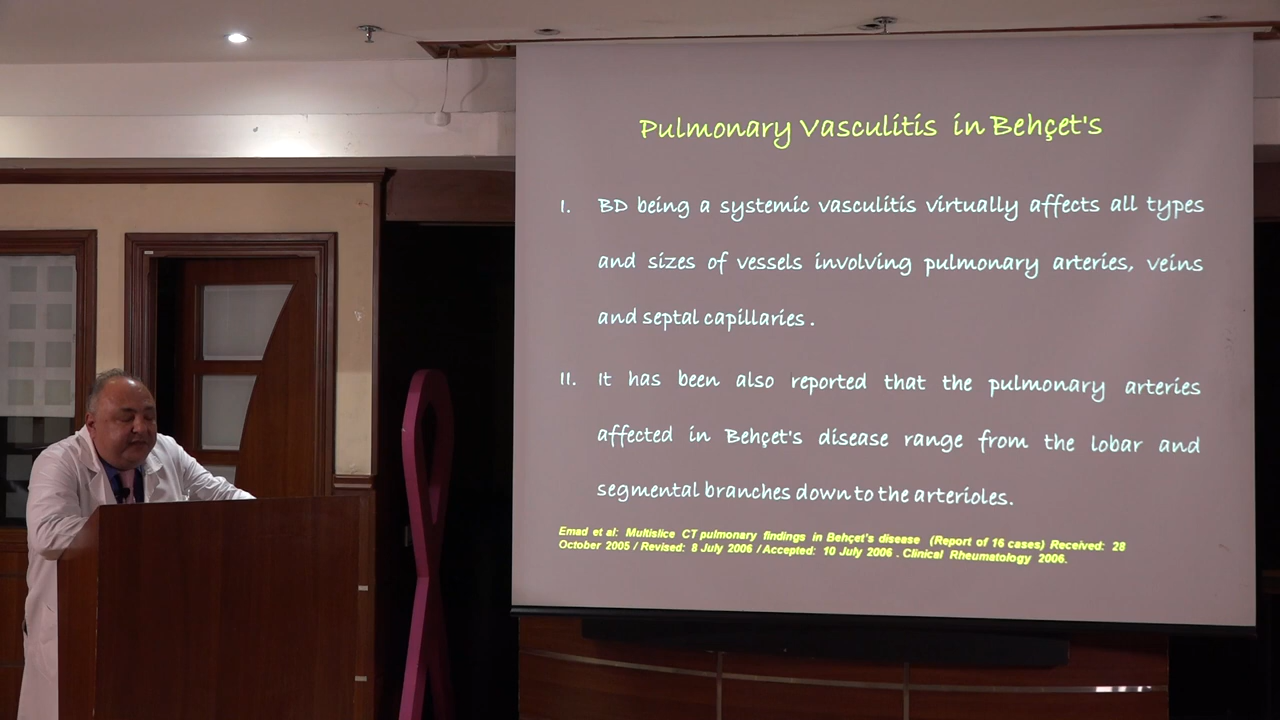 Pulmonary Vasculitis in Behçet's
I. BD being a systemic vasculitis virtually affects all types
and sizes of vessels involving pulmonary arteries, veins
and septal capillaries .
II. It has been also reported that the pulmonary arteries
affected in Behçet's disease range from the lobar and
segmental branches down to the arterioles.
Emad et al: Multislice CT pulmonary findings in Behçet's disease (Report of 16 cases) Received: 28
October 2005 / Revised: 8 July 2006 / Accepted: 10 July 2006 . Clinical Rheumatology 2006.